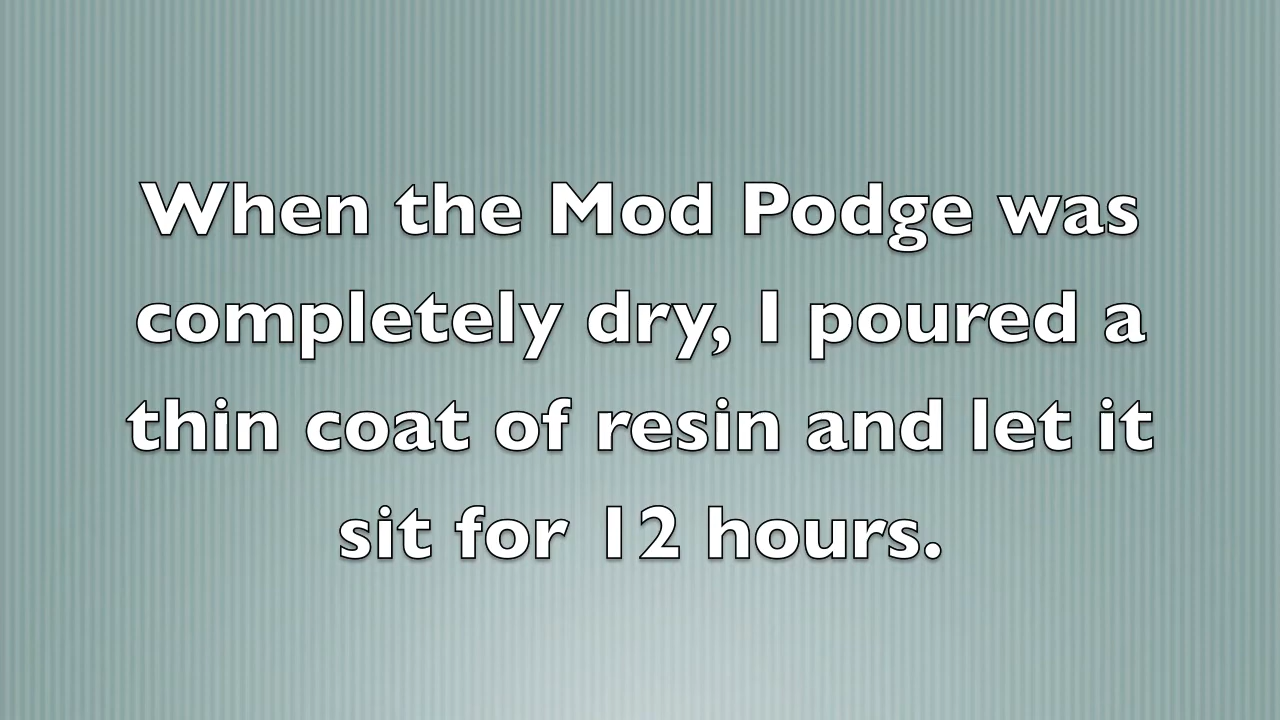 When the Mod Podge was
completely dry, I poured a
thin coat of resin and let it
sit for 12 hours.